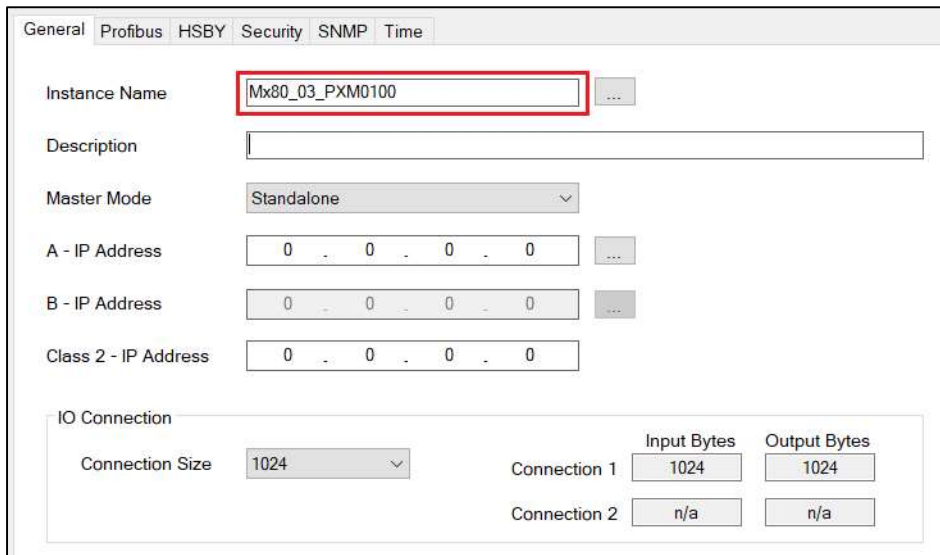 General Profibus HSBY Security SNMP Time
Instance Name Mx80_03_PXM0100 ...
Description
Master Mode Standalone
A - IP Address 0 . 0 . 0 . 0 ...
B - IP Address 0 . 0 . 0 . 0 ...
Class 2 - IP Address 0 . 0 . 0 . 0
IO Connection
Input Bytes Output Bytes
Connection Size 1024 Connection 1 1024 1024
Connection 2 n/a n/a